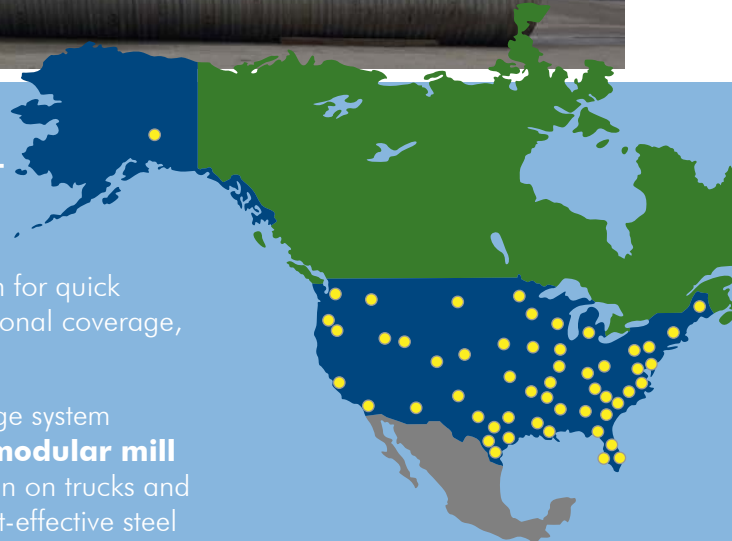 n for quick
onal coverage,
ge system
modular mill
n on trucks and
t-effective steel